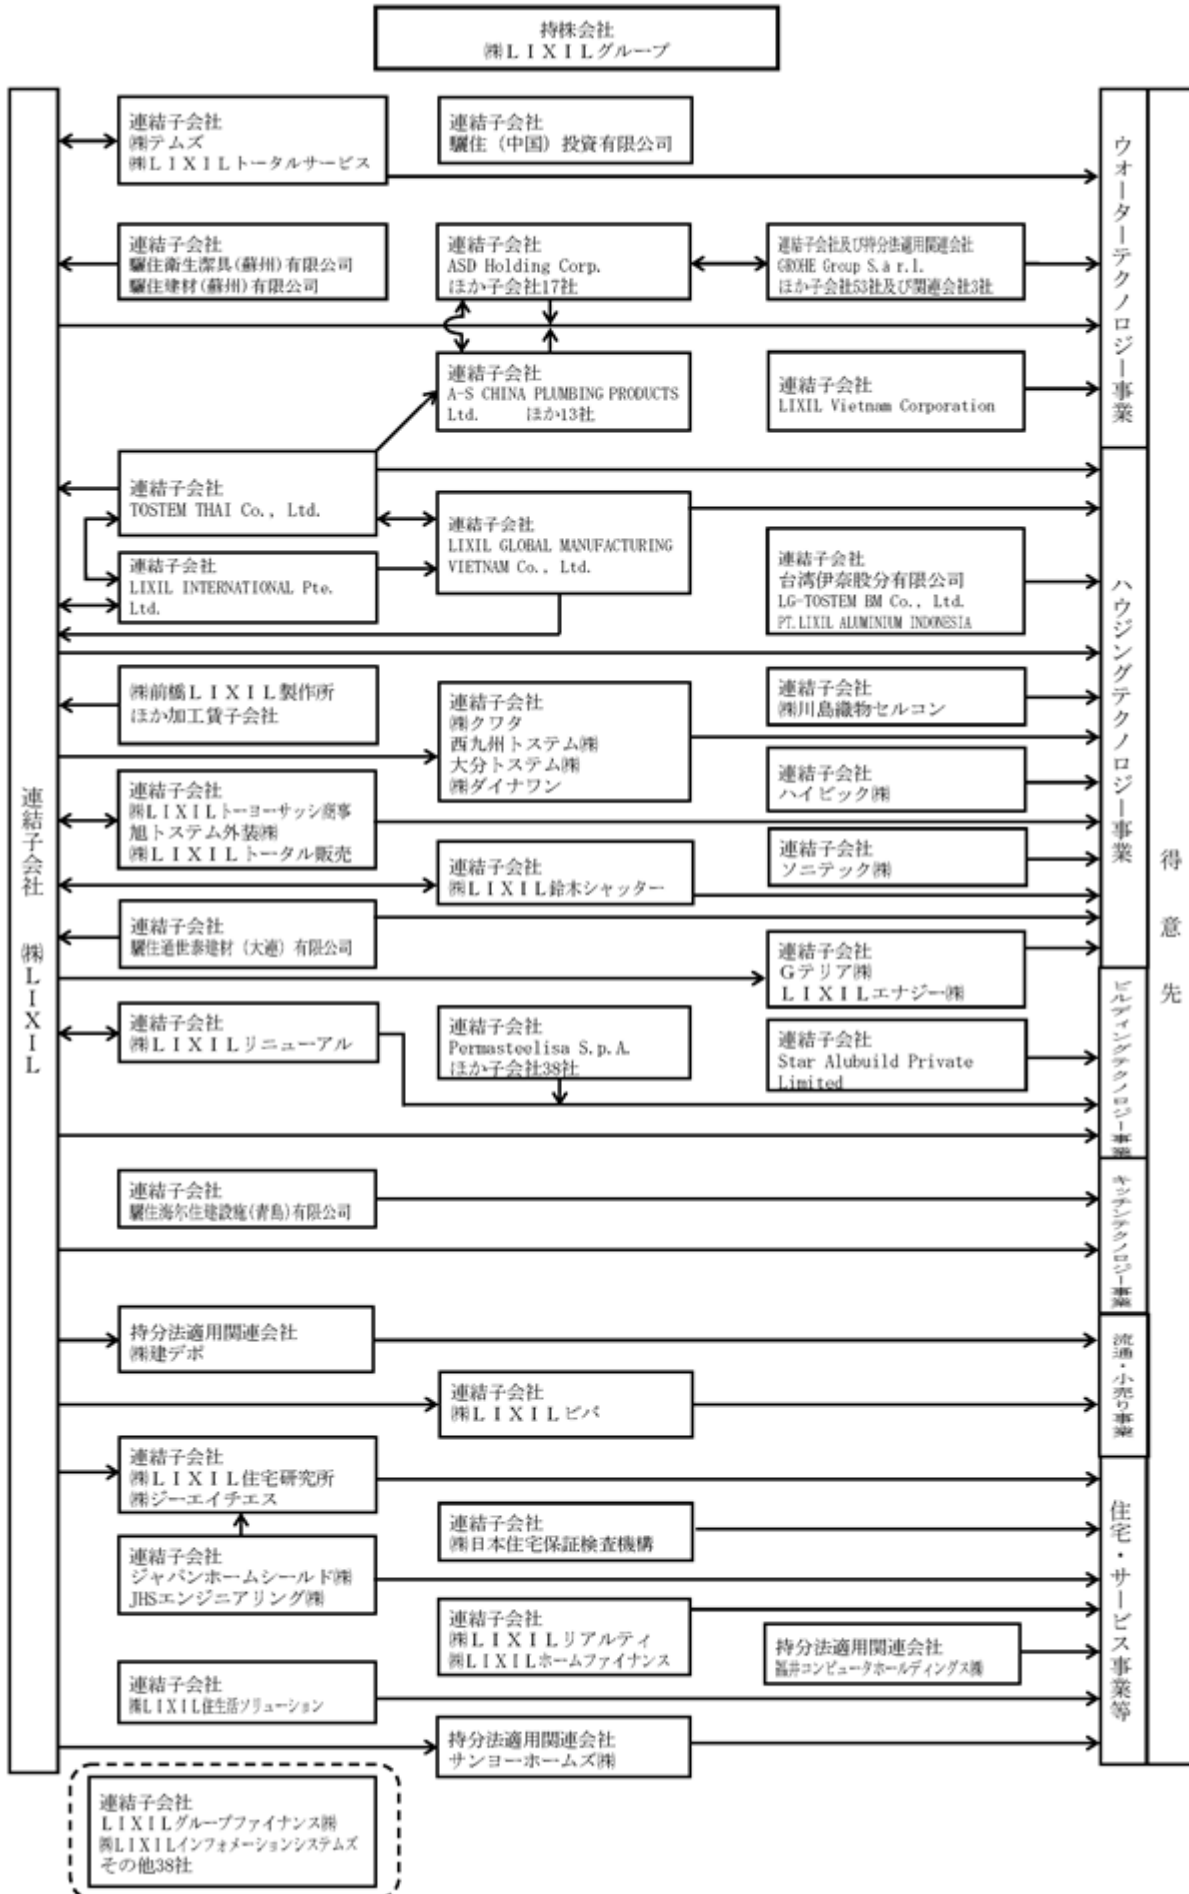 持株会社
㈱ＬＩＸＩＬグループ
連結子会社
㈱テムズ
㈱ＬＩＸＩＬトータルサービス
連結子会社
驪住（中国）投資有限公司
連結子会社
驪住衛生潔具(蘇州)有限公司
驪住建材(蘇州)有限公司
連結子会社
ASD Holding Corp.
ほか子会社17社
連結子会社及び持分法適用関連会社
GROHE Group S.à r.l.
ほか子会社53社及び関連会社3社
連結子会社
A-S CHINA PLUMBING PRODUCTS
Ltd. ほか13社
連結子会社
LIXIL Vietnam Corporation
ウオーターテクノロジー事業
連結子会社
TOSTEM THAI Co., Ltd.
連結子会社
LIXIL GLOBAL MANUFACTURING
VIETNAM Co., Ltd.
連結子会社
LIXIL INTERNATIONAL Pte.
Ltd.
連結子会社
台湾伊奈股分有限公司
LG-TOSTEM BM Co., Ltd.
PT.LIXIL ALUMINIUM INDONESIA
㈱前橋ＬＩＸＩＬ製作所
ほか加工賃子会社
連結子会社
㈱クワタ
西九州トステム㈱
大分トステム㈱
㈱ダイナワン
連結子会社
㈱川島織物セルコン
連結子会社
ハイビック㈱
連結子会社
㈱ＬＩＸＩＬトーヨーサッシ商事
旭トステム外装㈱
㈱ＬＩＸＩＬトータル販売
連結子会社
ソニテック㈱
連結子会社
㈱ＬＩＸＩＬ鈴木シャッター
連結子会社
驪住通世泰建材（大連）有限公司
連結子会社
Ｇテリア㈱
ＬＩＸＩＬエナジー㈱
ハウジングテクノロジー事業
連結子会社
㈱ＬＩＸＩＬリニューアル
連結子会社
Permasteelisa S.p.A.
ほか子会社38社
連結子会社
Star Alubuild Private
Limited
ビルディングテクノロジー事業
連結子会社
驪住海尓住建設施(青島)有限公司
キッチンテクノロジー事業
持分法適用関連会社
㈱建デポ
連結子会社
㈱ＬＩＸＩＬビバ
流通・小売り事業
連結子会社
㈱ＬＩＸＩＬ住宅研究所
㈱ジーエイチエス
連結子会社
㈱日本住宅保証検査機構
連結子会社
ジャパンホームシールド㈱
JHSエンジニアリング㈱
連結子会社
㈱ＬＩＸＩＬリアルティ
㈱ＬＩＸＩＬホームファイナンス
持分法適用関連会社
福井コンピュータホールディングス㈱
連結子会社
㈱ＬＩＸＩＬ住生活ソリューション
持分法適用関連会社
サンヨーホームズ㈱
住宅・サービス事業等
連結子会社
ＬＩＸＩＬグループファイナンス㈱
㈱ＬＩＸＩＬインフォメーションシステムズ
その他38社
連結子会社 ㈱ＬＩＸＩＬ
得意先